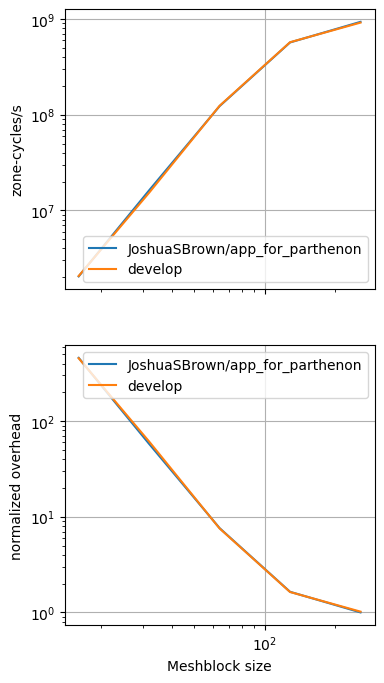 10⁹
zone-cycles/s
10⁸
10⁷
JoshuaSBrown/app_for_parthenon
develop
JoshuaSBrown/app_for_parthenon
develop
10²
normalized overhead
10¹
10⁰
10²
Meshblock size